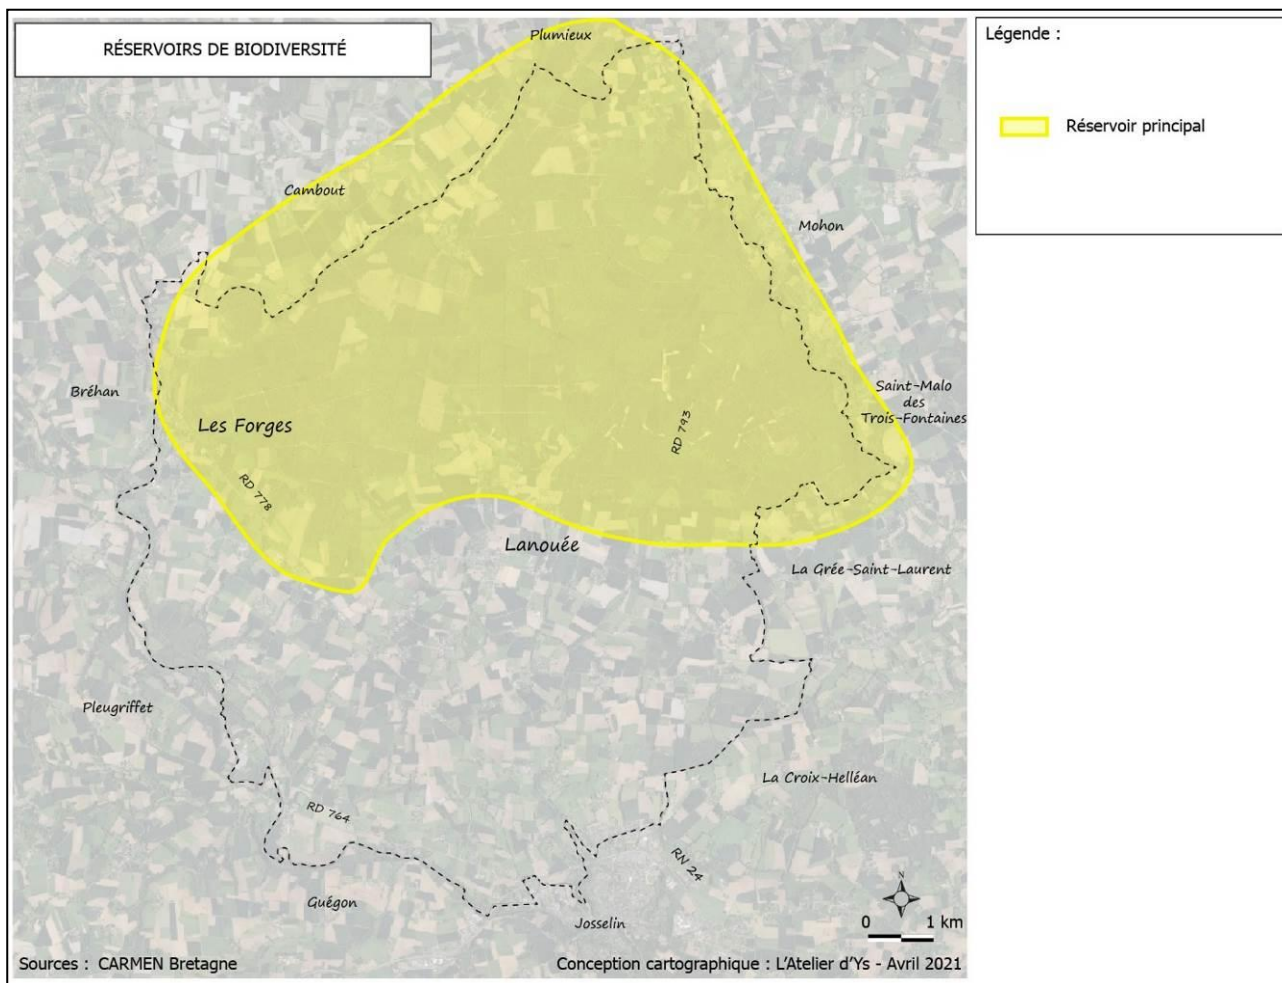 RÉSERVOIRS DE BIODIVERSITÉ
Légende :
Réservoir principal
Plumieux
Cambout
Mohon
Bréhan
Les Forges
Saint-Malo
des
Trois-Fontaines
RD 793
RD 778
Lanouée
La Grée-Saint-Laurent
Pleugriffet
La Croix-Helléan
RD 764
RN 24
Guégon
Josselin
N
0 1 km
Sources : CARMEN Bretagne
Conception cartographique : L'Atelier d'Ys - Avril 2021